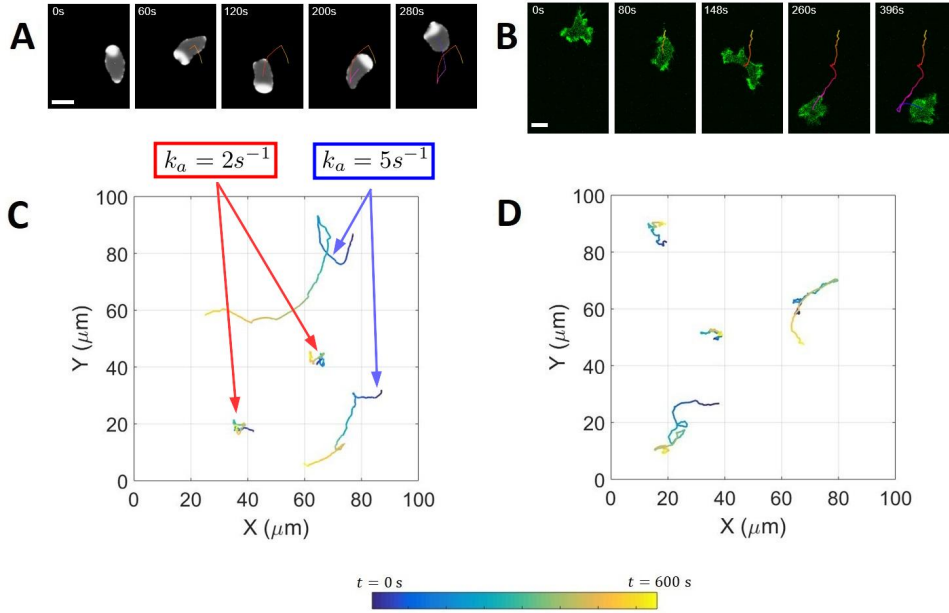 A
0s
60s
120s
200s
280s
B
0s
80s
148s
260s
396s
k_a = 2s^{-1}
k_a = 5s^{-1}
C
100
80
60
40
20
0
Y (μm)
0
20
40
60
80
100
X (μm)
D
100
80
60
40
20
0
Y (μm)
0
20
40
60
80
100
X (μm)
t = 0 s
t = 600 s